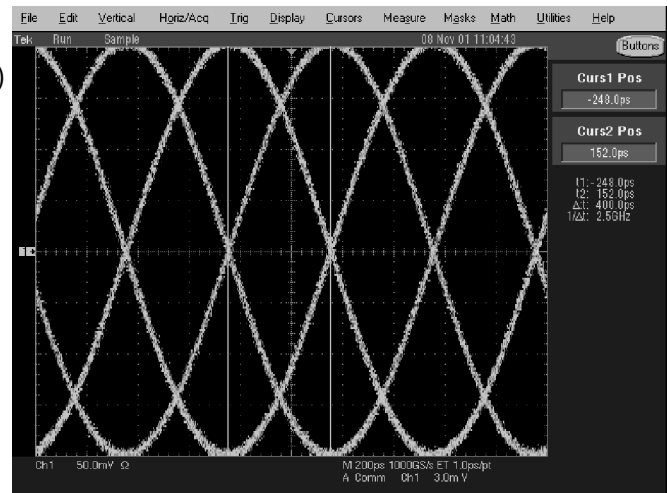 File Edit Vertical Horiz/Acq Trig Display Cursors Measure Masks Math Utilities Help
Tek Run Sample 08 Nov 01 11:04:43
Buttons
)
Curs1 Pos
-248.0ps
Curs2 Pos
152.0ps
t1: -248.0ps
t2: 152.0ps
Δt: 400.0ps
1/Δt: 2.5GHz
1
Ch1 50.0mV Ω M 200ps 1000GS/s ET 1.0ps/pt
A Comm Ch1 3.0mV